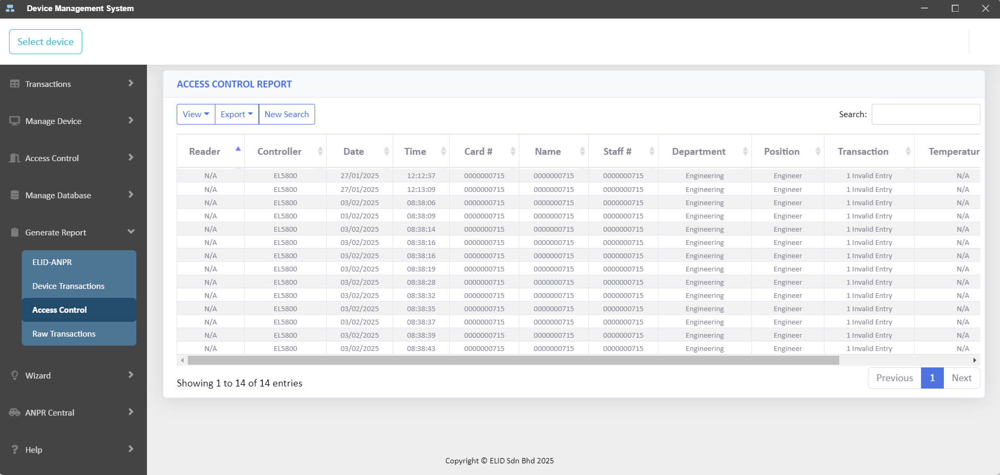 Device Management System
Select device
Transactions
Manage Device
Access Control
Manage Database
Generate Report
ELID-ANPR
Device Transactions
Access Control
Raw Transactions
Wizard
ANPR Central
Help
ACCESS CONTROL REPORT
View Export New Search Search:
Reader Controller Date Time Card # Name Staff # Department Position Transaction Temperatur
N/A EL5800 27/01/2025 12:12:37 0000000715 0000000715 0000000715 Engineering Engineer 1 Invalid Entry N/A
N/A EL5800 27/01/2025 12:13:09 0000000715 0000000715 0000000715 Engineering Engineer 1 Invalid Entry N/A
N/A EL5800 03/02/2025 08:38:06 0000000715 0000000715 0000000715 Engineering Engineer 1 Invalid Entry N/A
N/A EL5800 03/02/2025 08:38:09 0000000715 0000000715 0000000715 Engineering Engineer 1 Invalid Entry N/A
N/A EL5800 03/02/2025 08:38:14 0000000715 0000000715 0000000715 Engineering Engineer 1 Invalid Entry N/A
N/A EL5800 03/02/2025 08:38:16 0000000715 0000000715 0000000715 Engineering Engineer 1 Invalid Entry N/A
N/A EL5800 03/02/2025 08:38:16 0000000715 0000000715 0000000715 Engineering Engineer 1 Invalid Entry N/A
N/A EL5800 03/02/2025 08:38:19 0000000715 0000000715 0000000715 Engineering Engineer 1 Invalid Entry N/A
N/A EL5800 03/02/2025 08:38:28 0000000715 0000000715 0000000715 Engineering Engineer 1 Invalid Entry N/A
N/A EL5800 03/02/2025 08:38:32 0000000715 0000000715 0000000715 Engineering Engineer 1 Invalid Entry N/A
N/A EL5800 03/02/2025 08:38:35 0000000715 0000000715 0000000715 Engineering Engineer 1 Invalid Entry N/A
N/A EL5800 03/02/2025 08:38:37 0000000715 0000000715 0000000715 Engineering Engineer 1 Invalid Entry N/A
N/A EL5800 03/02/2025 08:38:39 0000000715 0000000715 0000000715 Engineering Engineer 1 Invalid Entry N/A
N/A EL5800 03/02/2025 08:38:43 0000000715 0000000715 0000000715 Engineering Engineer 1 Invalid Entry N/A
Showing 1 to 14 of 14 entries
Previous 1 Next
Copyright © ELID Sdn Bhd 2025